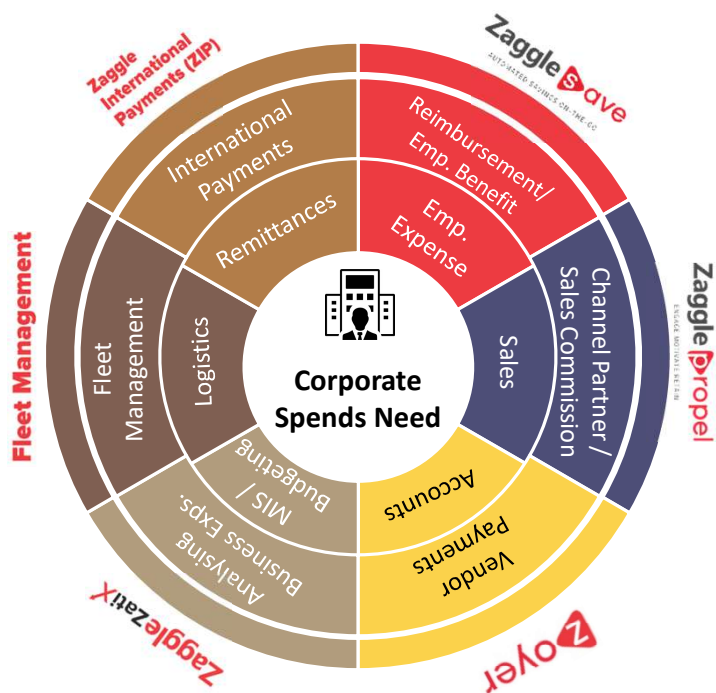 Corporate
Spends Need
Zaggle Save
AUTOMATED SAVINGS ON-THE-GO
Reimbursement/
Emp. Benefit
Emp.
Expense
Zaggle Propel
ENGAGE MOTIVATE RETAIN
Channel Partner /
Sales Commission
Sales
Zoyer
Vendor
Payments
Accounts
ZaggleZatiX
Analysing
Business Exps.
MIS /
Budgeting
Fleet Management
Fleet
Management
Logistics
Zaggle
International
Payments (ZIP)
International
Payments
Remittances